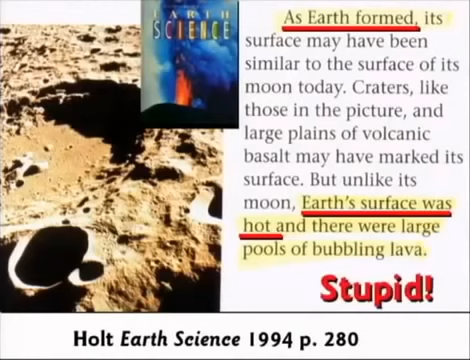 EARTH
SCIENCE
As Earth formed, its
surface may have been
similar to the surface of its
moon today. Craters, like
those in the picture, and
large plains of volcanic
basalt may have marked its
surface. But unlike its
moon, Earth's surface was
hot and there were large
pools of bubbling lava.
Stupid!
Holt Earth Science 1994 p. 280